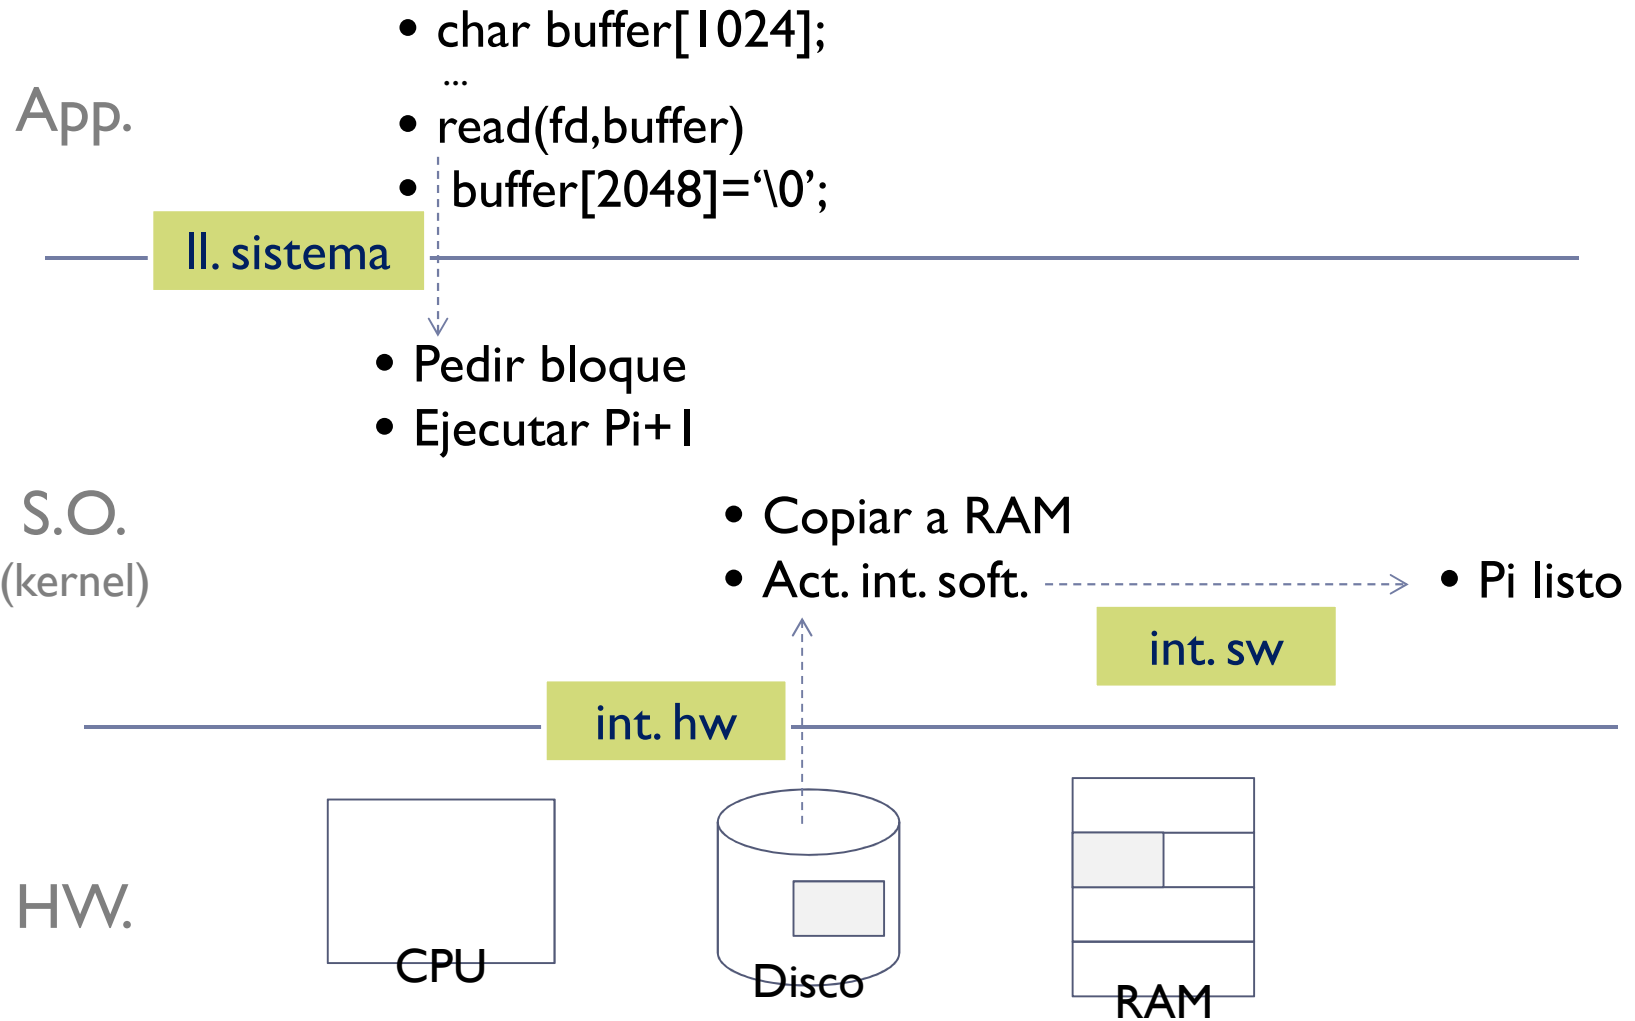 • char buffer[1024];
...
App.
• read(fd,buffer)
• buffer[2048]=‘\0’;
ll. sistema
• Pedir bloque
• Ejecutar Pi+1
S.O.
(kernel)
• Copiar a RAM
• Act. int. soft.
• Pi listo
int. sw
int. hw
HW.
CPU
Disco
RAM